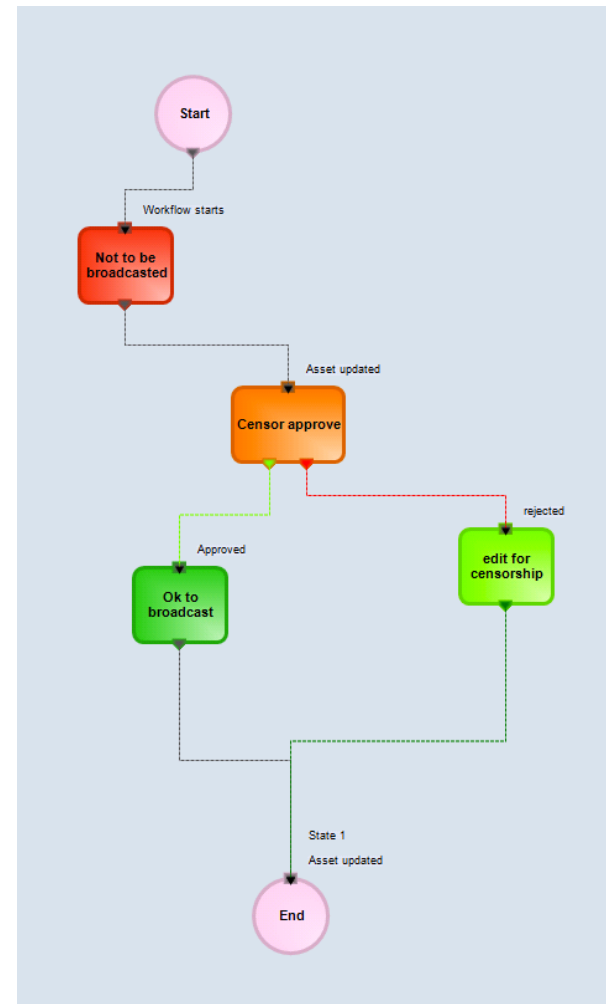 Start
Workflow starts
Not to be
broadcasted
Asset updated
Censor approve
rejected
Approved
edit for
censorship
Ok to
broadcast
State 1
Asset updated
End